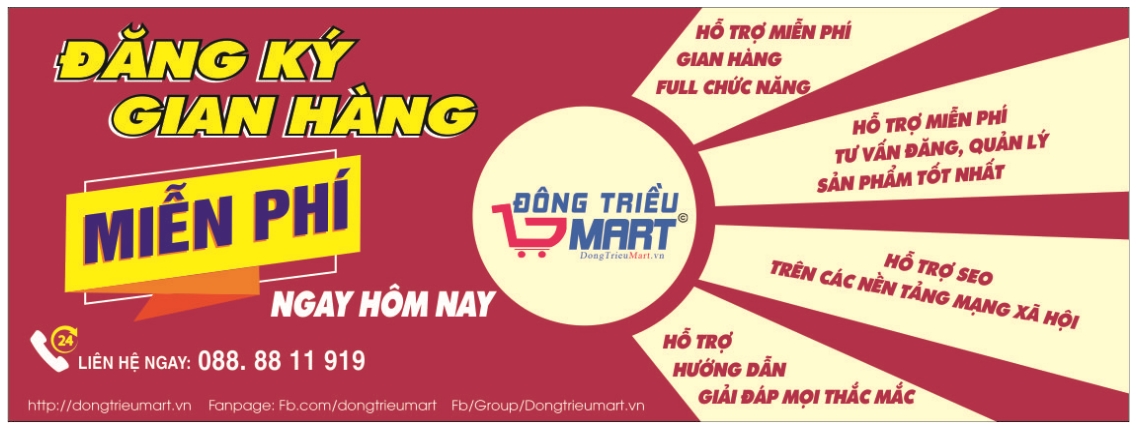 ĐĂNG KÝ
GIAN HÀNG
MIỄN PHÍ
NGAY HÔM NAY
24
LIÊN HỆ NGAY: 088. 88 11 919
http://dongtrieumart.vn Fanpage: Fb.com/dongtrieumart Fb/Group/Dongtrieumart.vn
ĐÔNG TRIỀU
MART ©
DongTrieuMart.vn
HỖ TRỢ MIỄN PHÍ
GIAN HÀNG
FULL CHỨC NĂNG
HỖ TRỢ MIỄN PHÍ
TƯ VẤN ĐĂNG, QUẢN LÝ
SẢN PHẨM TỐT NHẤT
HỖ TRỢ SEO
TRÊN CÁC NỀN TẢNG MẠNG XÃ HỘI
HỖ TRỢ
HƯỚNG DẪN
GIẢI ĐÁP MỌI THẮC MẮC